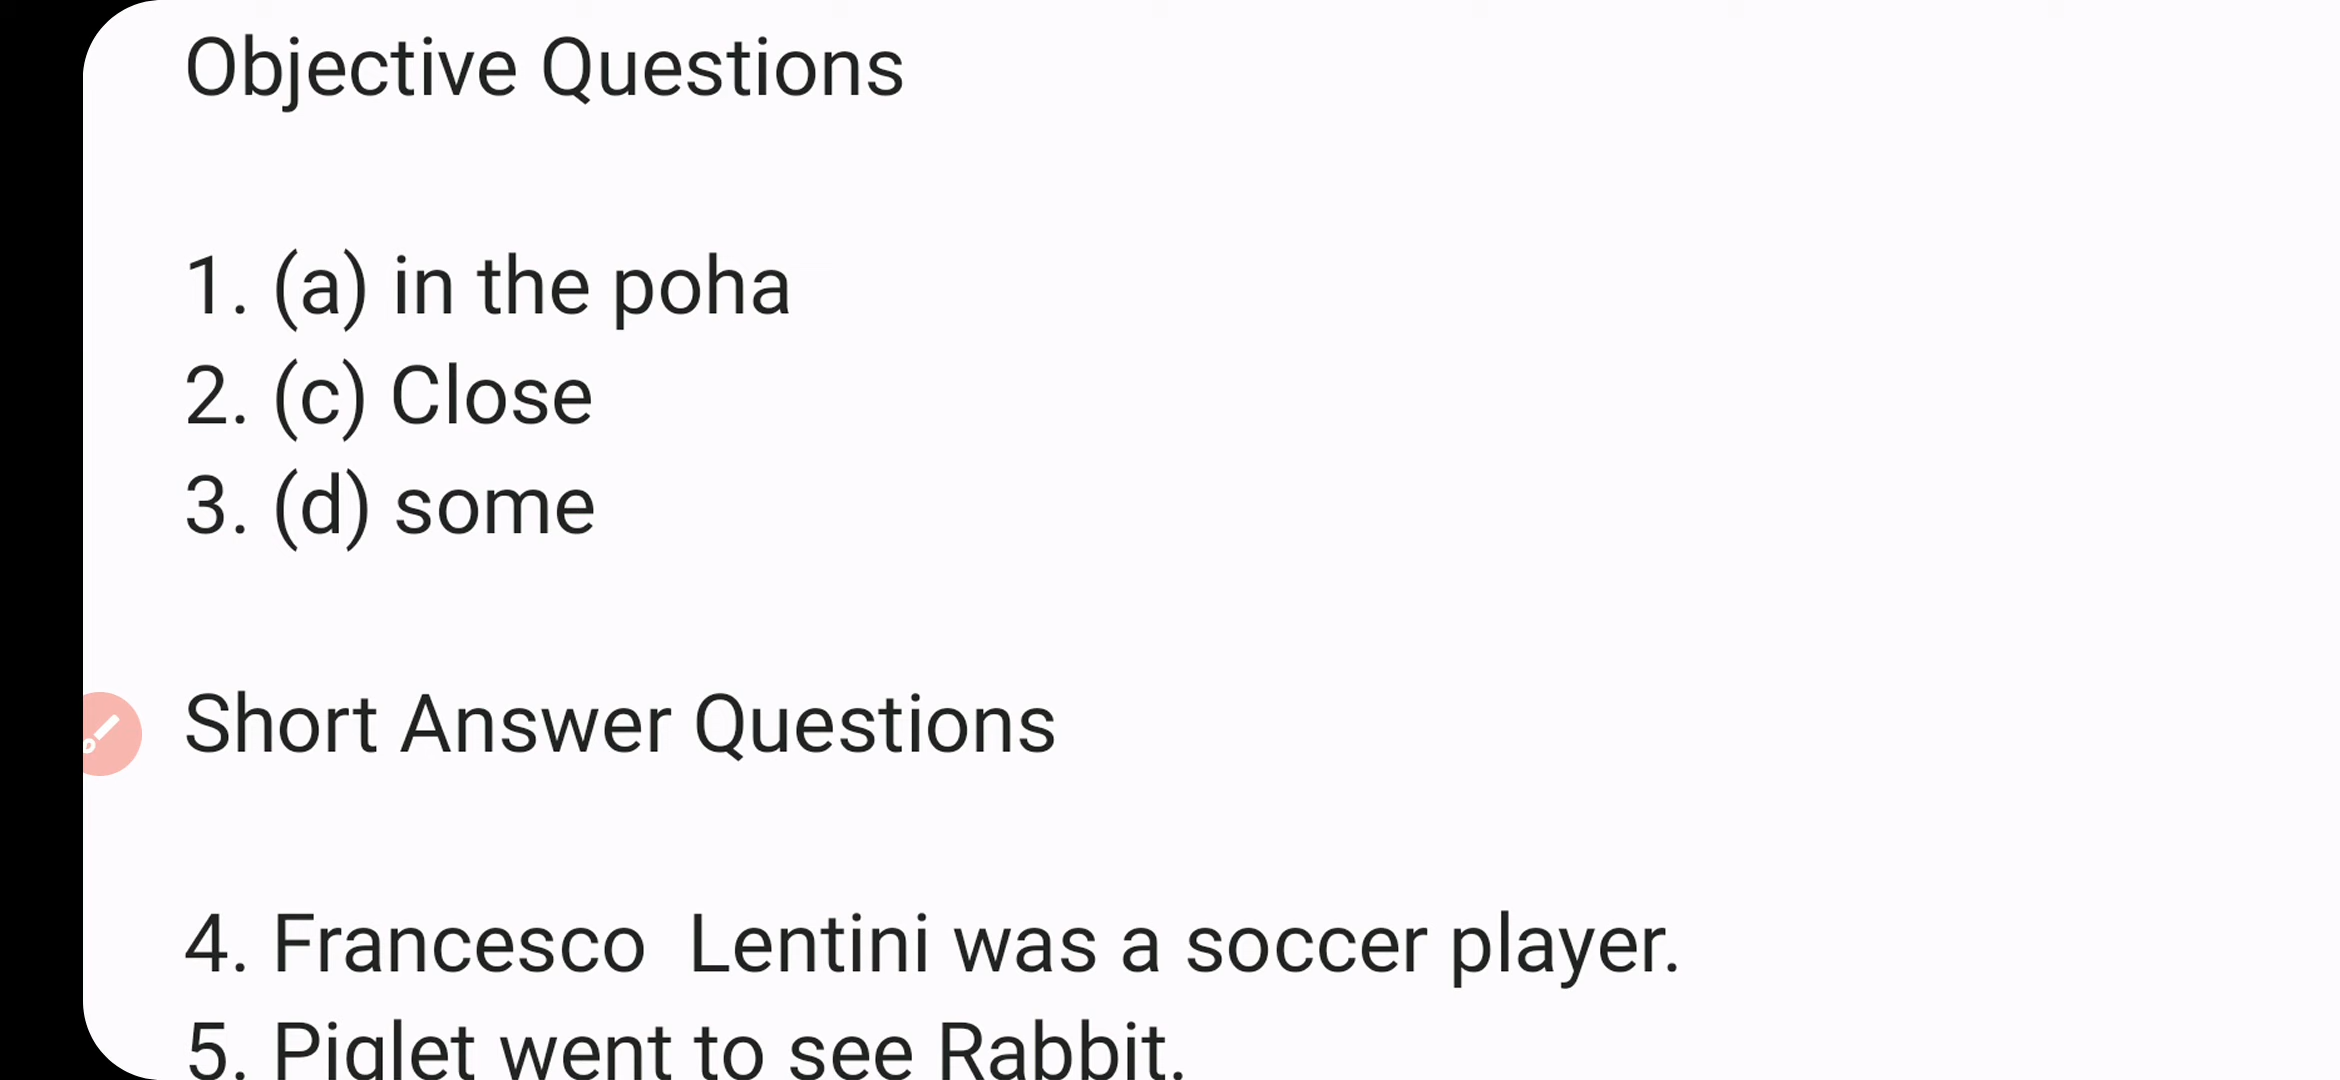 Objective Questions
1. (a) in the poha
2. (c) Close
3. (d) some
Short Answer Questions
4. Francesco  Lentini was a soccer player.
5. Piglet went to see Rabbit.